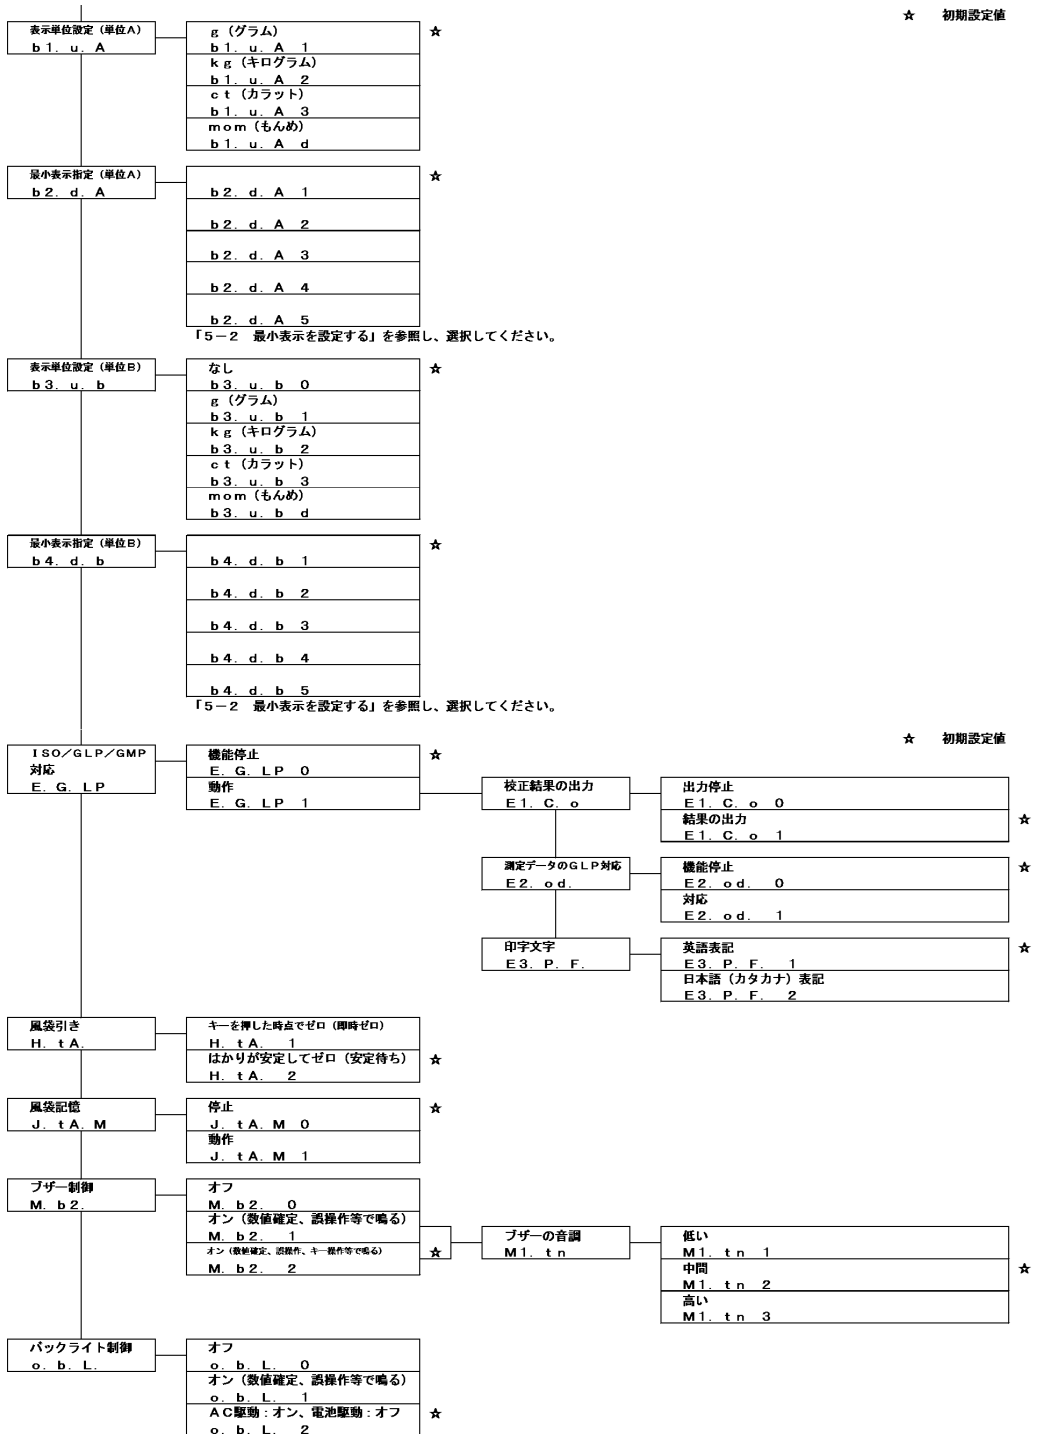 ☆ 初期設定値
表示単位設定（単位A）
b1. u. A
g（グラム） ☆
b1. u. A 1
kg（キログラム）
b1. u. A 2
ct（カラット）
b1. u. A 3
mom（もんめ）
b1. u. A d
最小表示指定（単位A） ☆
b2. d. A
b2. d. A 1
b2. d. A 2
b2. d. A 3
b2. d. A 4
b2. d. A 5
「5－2 最小表示を設定する」を参照し、選択してください。
表示単位設定（単位B）
b3. u. b
なし ☆
b3. u. b 0
g（グラム）
b3. u. b 1
kg（キログラム）
b3. u. b 2
ct（カラット）
b3. u. b 3
mom（もんめ）
b3. u. b d
最小表示指定（単位B） ☆
b4. d. b
b4. d. b 1
b4. d. b 2
b4. d. b 3
b4. d. b 4
b4. d. b 5
「5－2 最小表示を設定する」を参照し、選択してください。
☆ 初期設定値
ISO／GLP／GMP
対応
E. G. LP
機能停止 ☆
E. G. LP 0
動作
E. G. LP 1
校正結果の出力
E1. C. o
出力停止
E1. C. o 0
結果の出力 ☆
E1. C. o 1
測定データのGLP対応
E2. od.
機能停止 ☆
E2. od. 0
対応
E2. od. 1
印字文字
E3. P. F.
英語表記 ☆
E3. P. F. 1
日本語（カタカナ）表記
E3. P. F. 2
風袋引き
H. tA.
キーを押した時点でゼロ（即時ゼロ）
H. tA. 1
はかりが安定してゼロ（安定待ち） ☆
H. tA. 2
風袋記憶
J. tA. M
停止 ☆
J. tA. M 0
動作
J. tA. M 1
ブザー制御
M. b2.
オフ
M. b2. 0
オン（数値確定、誤操作等で鳴る）
M. b2. 1
オン（数値確定、誤操作、キー操作等で鳴る） ☆
M. b2. 2
ブザーの音調
M1. tn
低い
M1. tn 1
中間 ☆
M1. tn 2
高い
M1. tn 3
バックライト制御
o. b. L.
オフ
o. b. L. 0
オン（数値確定、誤操作等で鳴る）
o. b. L. 1
AC駆動：オン、電池駆動：オフ ☆
o. b. L. 2